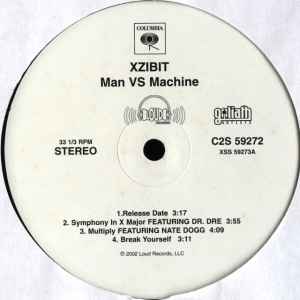 COLUMBIA
XZIBIT
Man VS Machine
LOUD
goliath
33 1/3 RPM
STEREO
C2S 59272
XSS 59273A
1.Release Date 3:17
2. Symphony In X Major FEATURING DR. DRE 3:55
3. Multiply FEATURING NATE DOGG 4:09
4. Break Yourself 3:11
© 2002 Loud Records, LLC